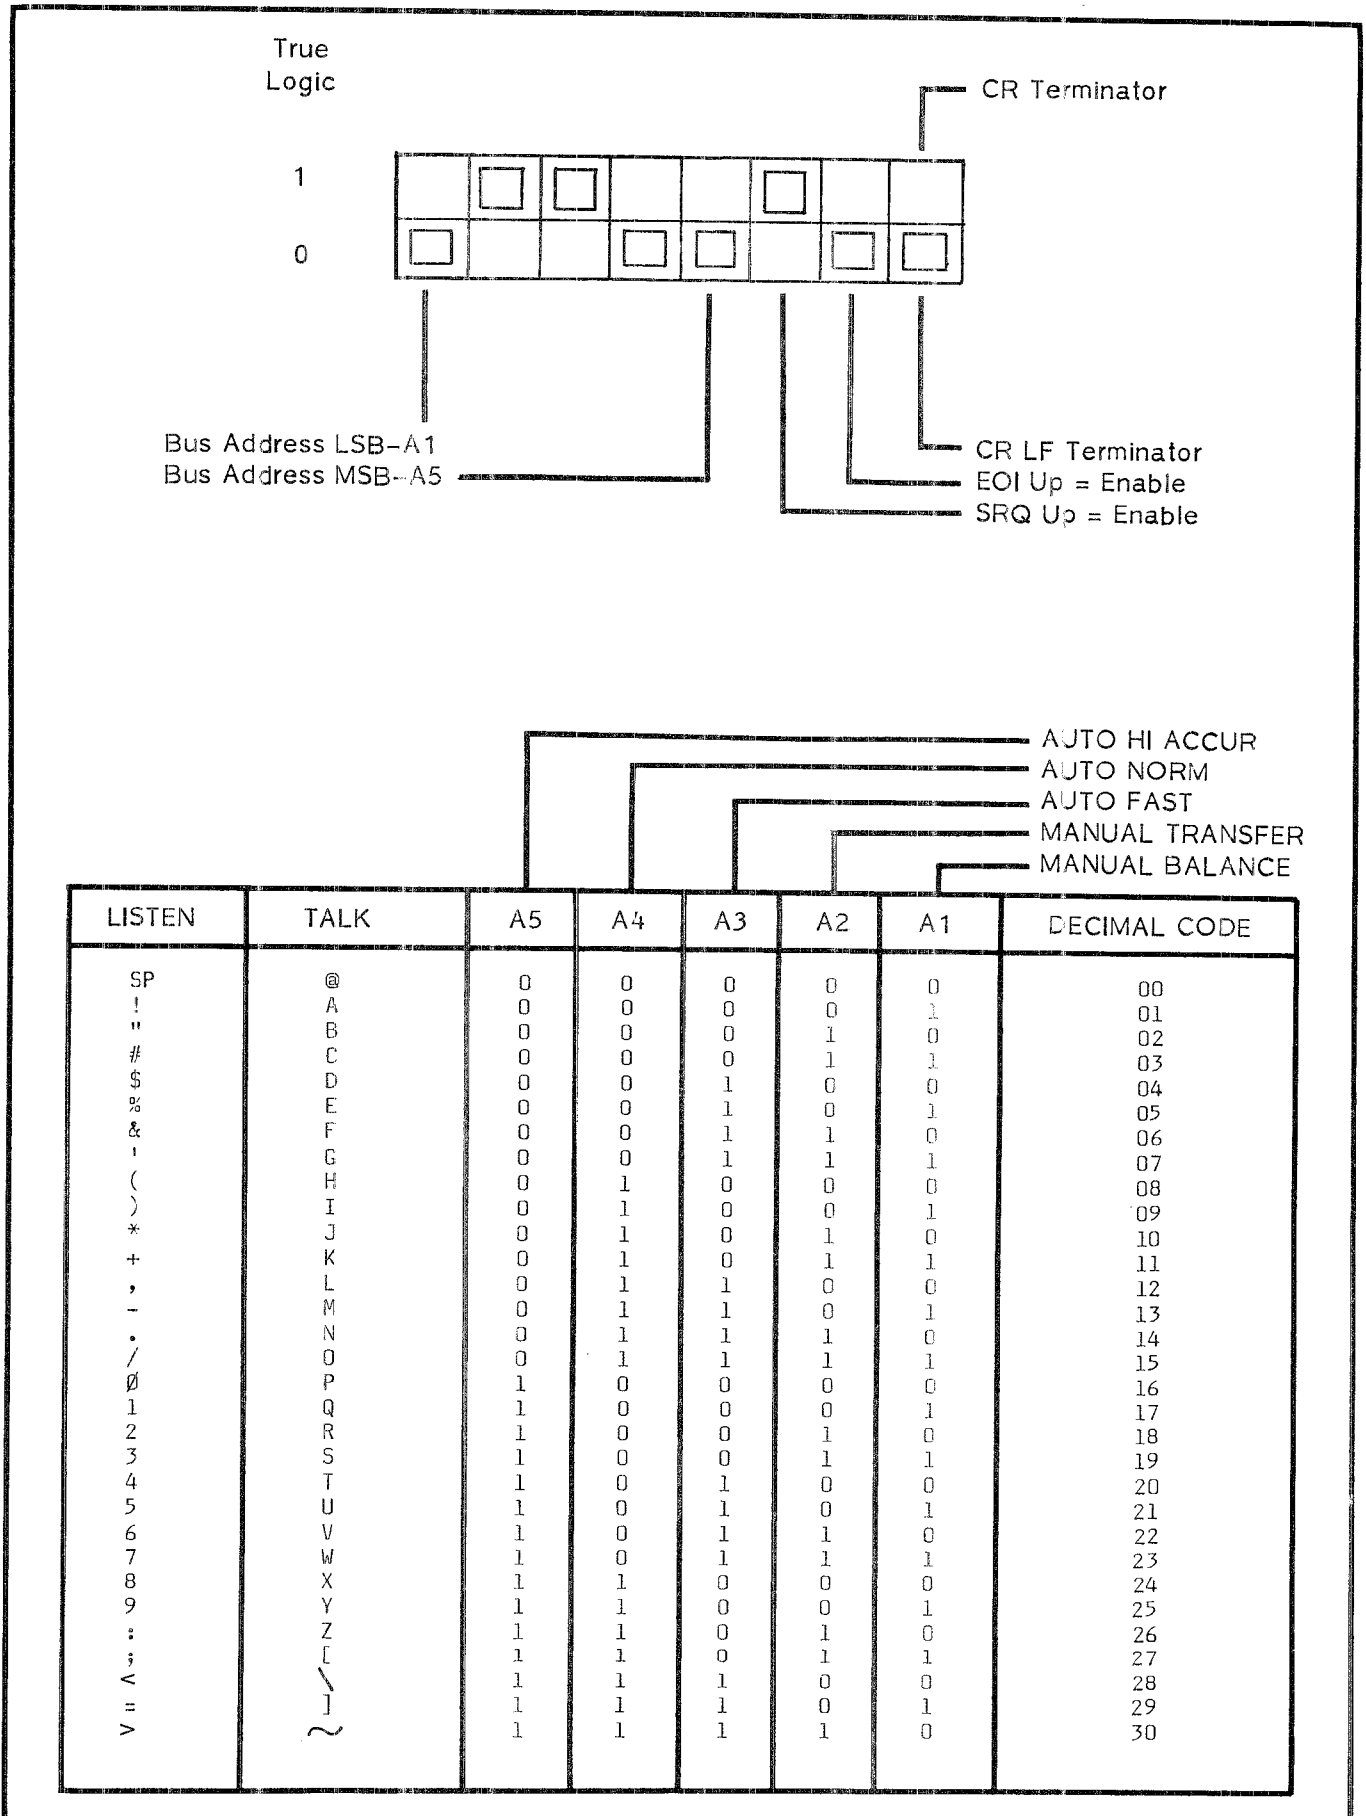 True
Logic
CR Terminator
1
0
Bus Address LSB-A1
Bus Address MSB-A5
CR LF Terminator
EOI Up = Enable
SRQ Up = Enable
AUTO HI ACCUR
AUTO NORM
AUTO FAST
MANUAL TRANSFER
MANUAL BALANCE
LISTEN TALK A5 A4 A3 A2 A1 DECIMAL CODE
SP @ 0 0 0 0 0 00
! A 0 0 0 0 1 01
" B 0 0 0 1 0 02
# C 0 0 0 1 1 03
$ D 0 0 1 0 0 04
% E 0 0 1 0 1 05
& F 0 0 1 1 0 06
' G 0 0 1 1 1 07
( H 0 1 0 0 0 08
) I 0 1 0 0 1 09
* J 0 1 0 1 0 10
+ K 0 1 0 1 1 11
, L 0 1 1 0 0 12
- M 0 1 1 0 1 13
. N 0 1 1 1 0 14
/ O 0 1 1 1 1 15
Ø P 1 0 0 0 0 16
1 Q 1 0 0 0 1 17
2 R 1 0 0 1 0 18
3 S 1 0 0 1 1 19
4 T 1 0 1 0 0 20
5 U 1 0 1 0 1 21
6 V 1 0 1 1 0 22
7 W 1 0 1 1 1 23
8 X 1 1 0 0 0 24
9 Y 1 1 0 0 1 25
: Z 1 1 0 1 0 26
; [ 1 1 0 1 1 27
< \ 1 1 1 0 0 28
= ] 1 1 1 0 1 29
> ~ 1 1 1 1 0 30